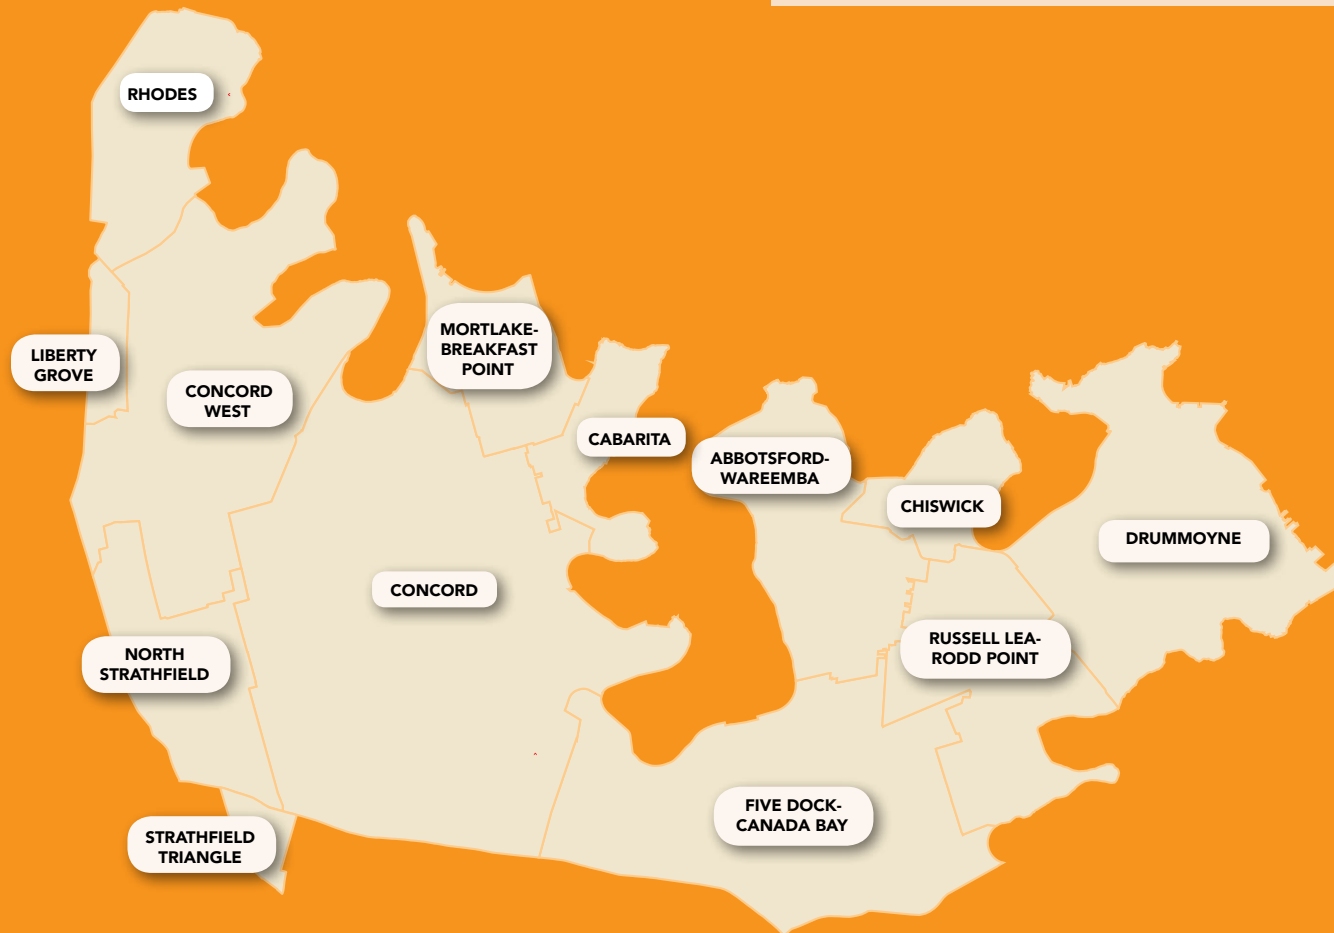 RHODES
LIBERTY
GROVE
CONCORD
WEST
MORTLAKE-
BREAKFAST
POINT
CABARITA
ABBOTSFORD-
WAREEMBA
CHISWICK
DRUMMOYNE
CONCORD
NORTH
STRATHFIELD
RUSSELL LEA-
RODD POINT
FIVE DOCK-
CANADA BAY
STRATHFIELD
TRIANGLE